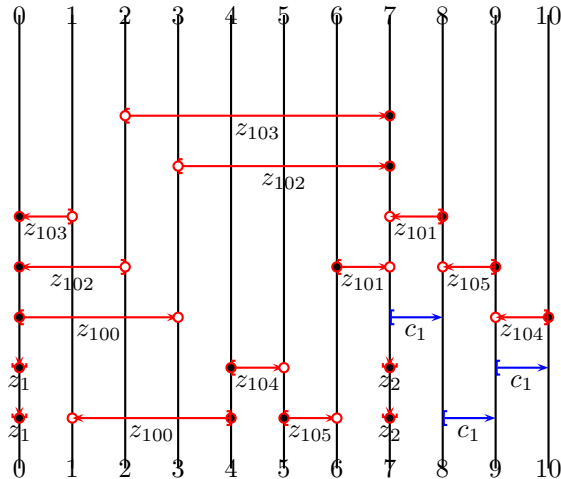 0 1 2 3 4 5 6 7 8 9 10
z103
z102
z103 z101
z102 z101 z105
z100 c1 z104
z1 z104 z2 c1
z1 z100 z105 z2 c1
0 1 2 3 4 5 6 7 8 9 10